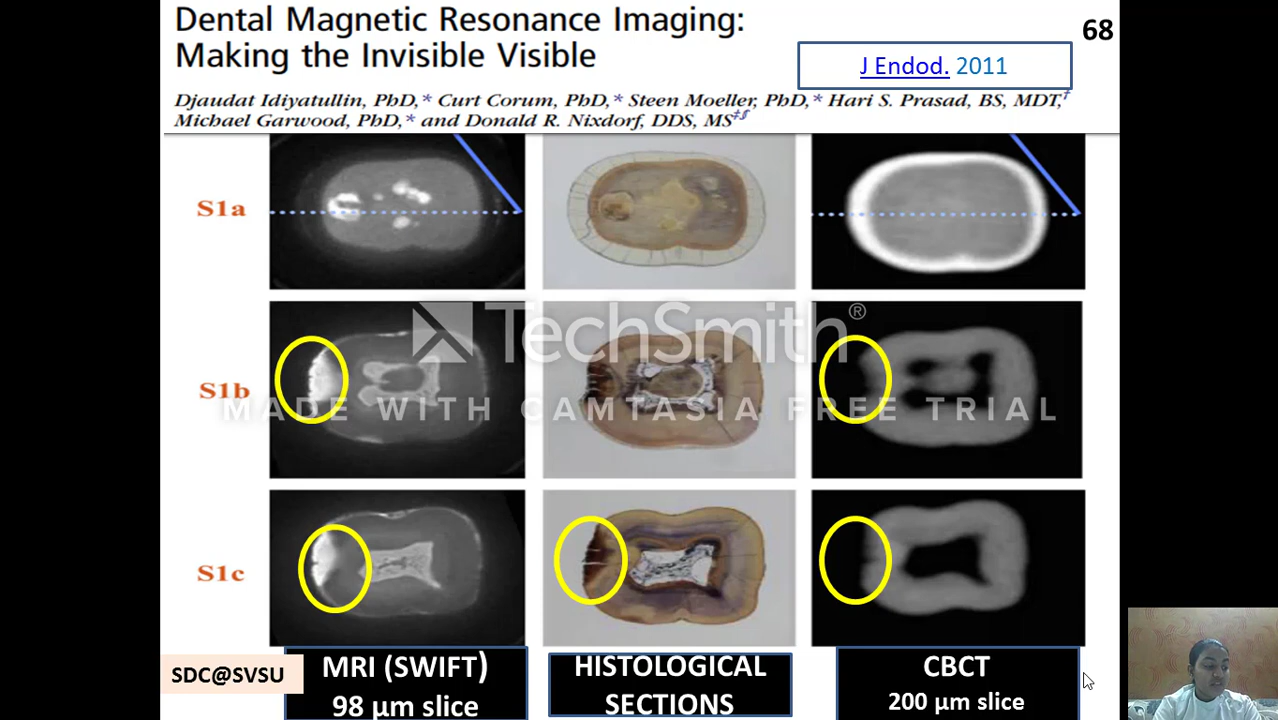 Dental Magnetic Resonance Imaging:
Making the Invisible Visible
68
J Endod. 2011
Djaudat Idiyatullin, PhD,* Curt Corum, PhD,* Steen Moeller, PhD,* Hari S. Prasad, BS, MDT,†
Michael Garwood, PhD,* and Donald R. Nixdorf, DDS, MS‡§
S1a
TechSmith®
S1b
MADE WITH CAMTASIA FREE TRIAL
S1c
SDC@SVSU
MRI (SWIFT)
98 µm slice
HISTOLOGICAL
SECTIONS
CBCT
200 µm slice